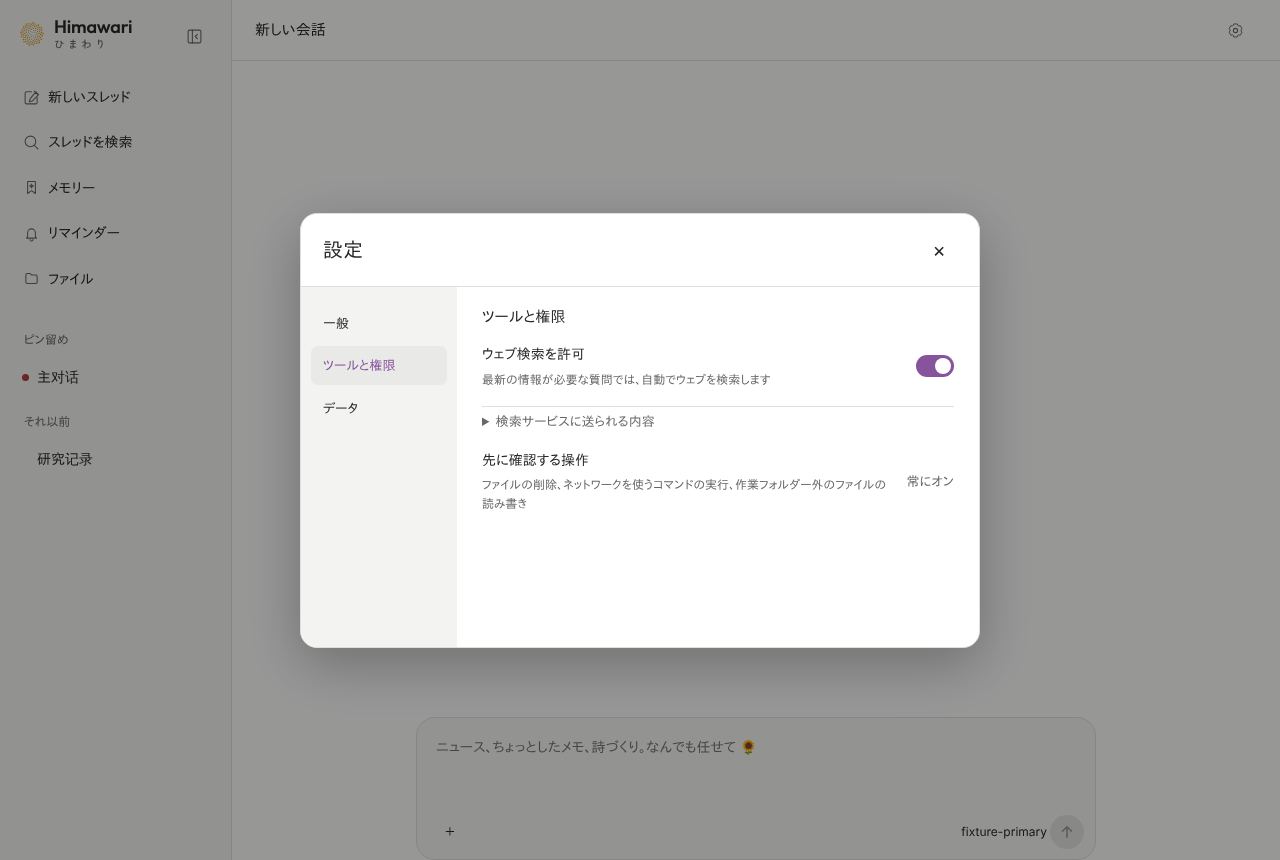 Himawari
ひまわり
新しいスレッド
スレッドを検索
メモリー
リマインダー
ファイル
ピン留め
主对话
それ以前
研究记录
新しい会話
設定
一般
ツールと権限
データ
ツールと権限
ウェブ検索を許可
最新の情報が必要な質問では、自動でウェブを検索します
検索サービスに送られる内容
先に確認する操作
ファイルの削除、ネットワークを使うコマンドの実行、作業フォルダー外のファイルの
読み書き
常にオン
ニュース、ちょっとしたメモ、詩づくり。なんでも任せて 🌻
fixture-primary